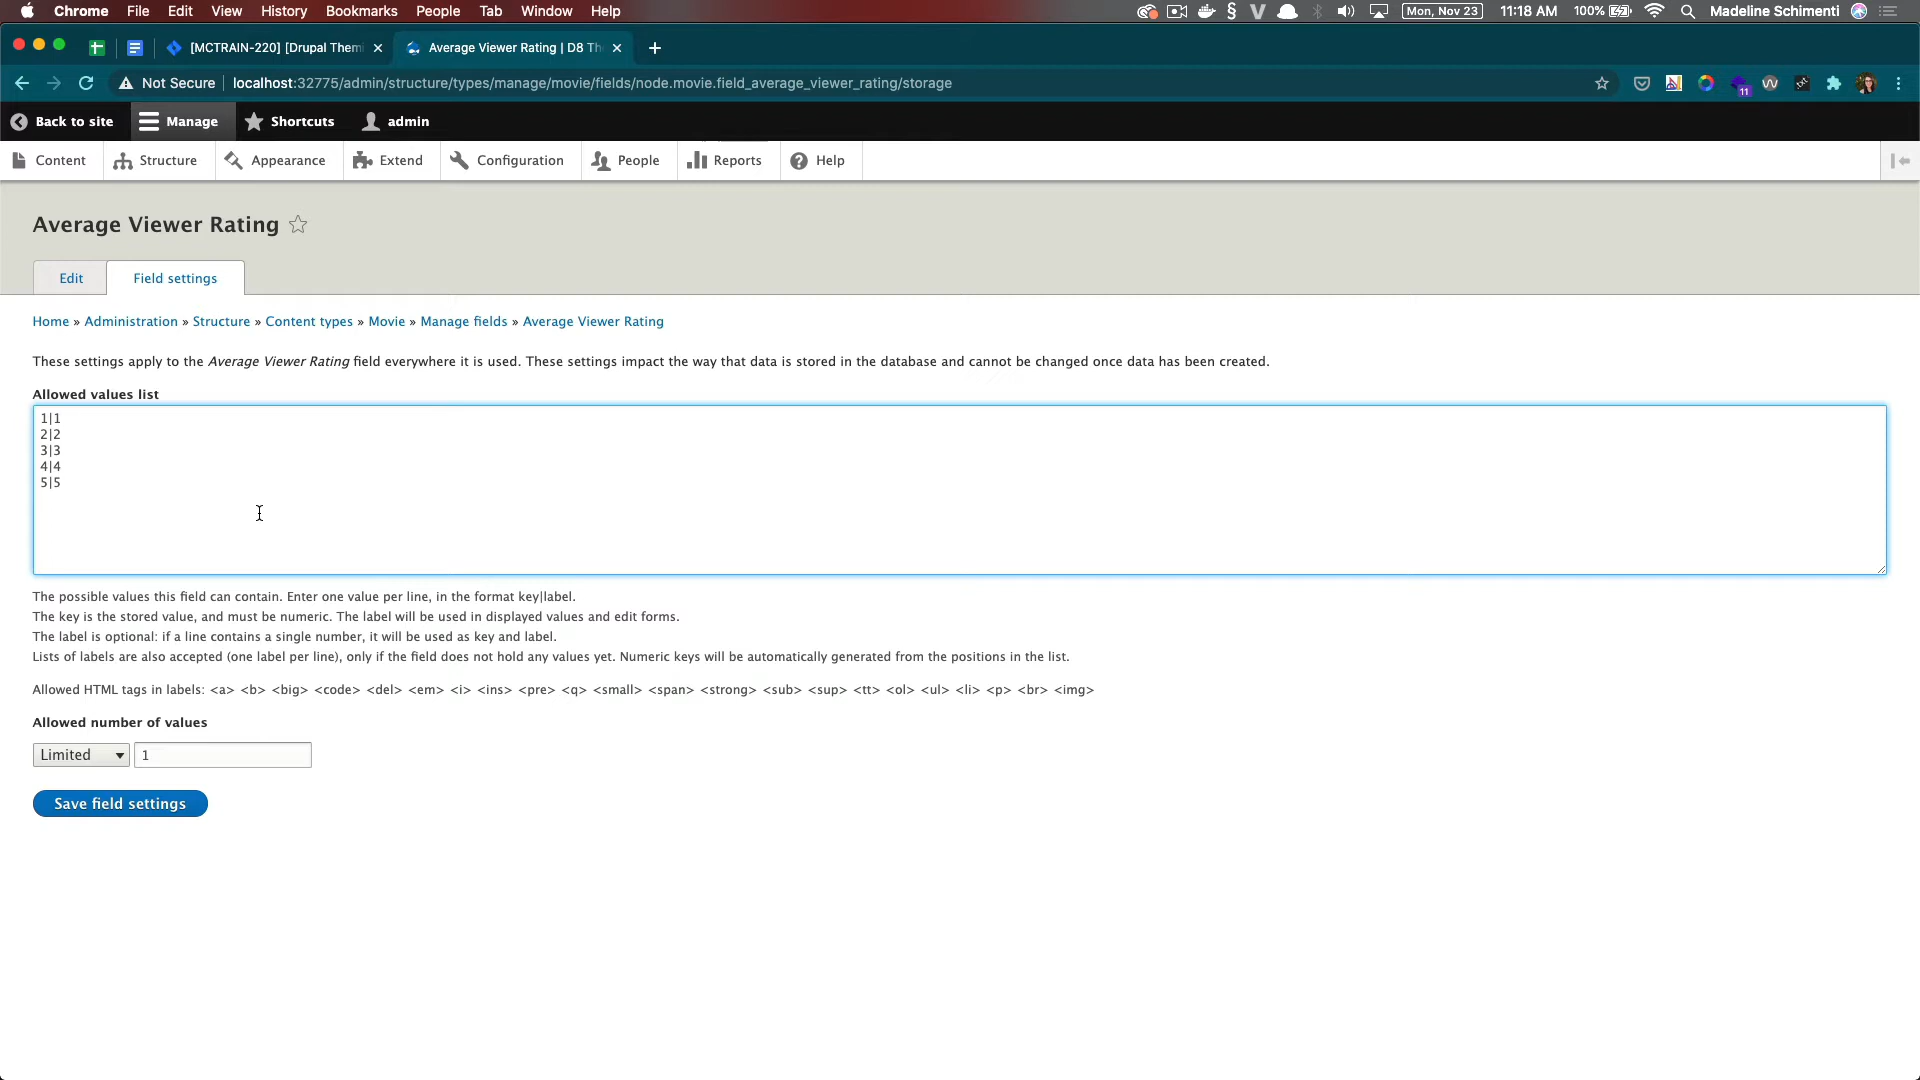 Chrome File Edit View History Bookmarks People Tab Window Help Mon, Nov 23 11:18 AM 100% Madeline Schimenti
[MCTRAIN-220] [Drupal Them Average Viewer Rating | D8 Th
Not Secure localhost:32775/admin/structure/types/manage/movie/fields/node.movie.field_average_viewer_rating/storage 11
Back to site Manage Shortcuts admin
Content Structure Appearance Extend Configuration People Reports Help
Average Viewer Rating
Edit Field settings
Home » Administration » Structure » Content types » Movie » Manage fields » Average Viewer Rating
These settings apply to the Average Viewer Rating field everywhere it is used. These settings impact the way that data is stored in the database and cannot be changed once data has been created.
Allowed values list
1|1
2|2
3|3
4|4
5|5
The possible values this field can contain. Enter one value per line, in the format key|label.
The key is the stored value, and must be numeric. The label will be used in displayed values and edit forms.
The label is optional: if a line contains a single number, it will be used as key and label.
Lists of labels are also accepted (one label per line), only if the field does not hold any values yet. Numeric keys will be automatically generated from the positions in the list.
Allowed HTML tags in labels: <a> <b> <big> <code> <del> <em> <i> <ins> <pre> <q> <small> <span> <strong> <sub> <sup> <tt> <ol> <ul> <li> <p> <br> <img>
Allowed number of values
Limited 1
Save field settings